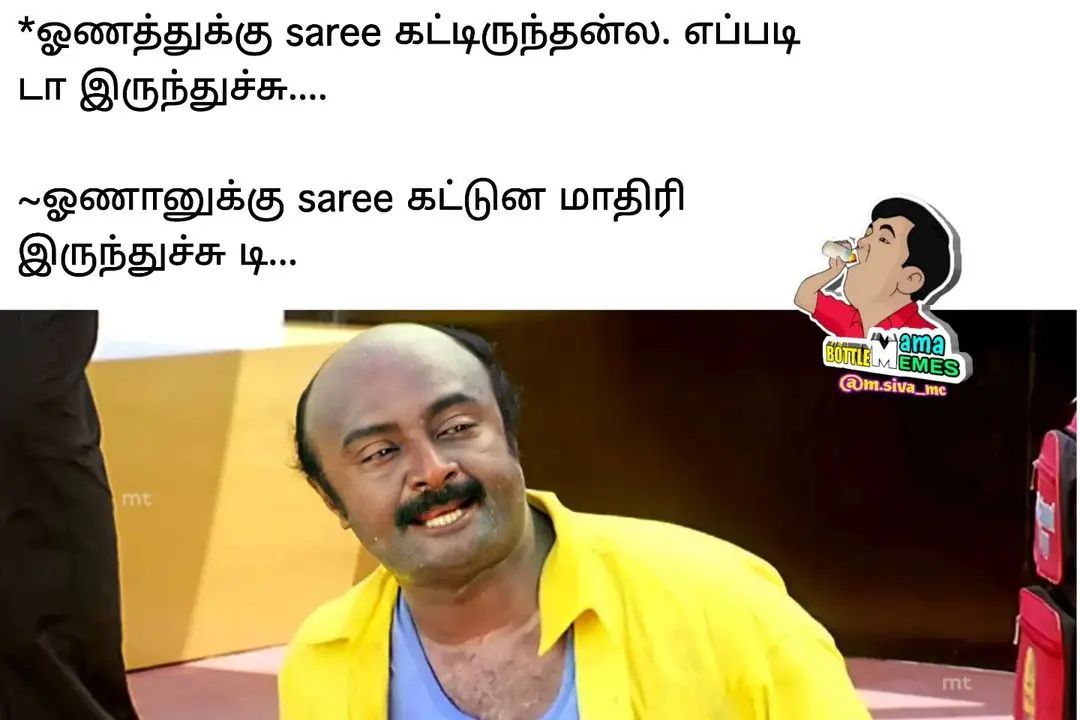 *ஓணத்துக்கு saree கட்டிருந்தன்ல. எப்படி
டா இருந்துச்சு....
~ஓணானுக்கு saree கட்டுன மாதிரி
இருந்துச்சு டி...
BOTTLE Mama
MEMES
@m.siva_mc
mt
mt